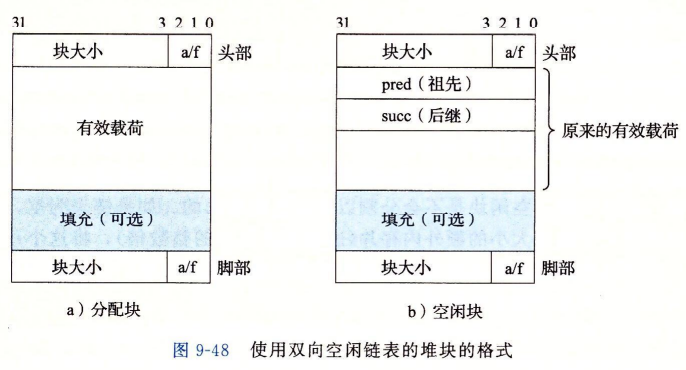 31 3 2 1 0
块大小 a/f 头部
有效载荷
填充（可选）
块大小 a/f 脚部
a）分配块
31 3 2 1 0
块大小 a/f 头部
pred（祖先）
succ（后继）
原来的有效载荷
填充（可选）
块大小 a/f 脚部
b）空闲块
图 9-48 使用双向空闲链表的堆块的格式